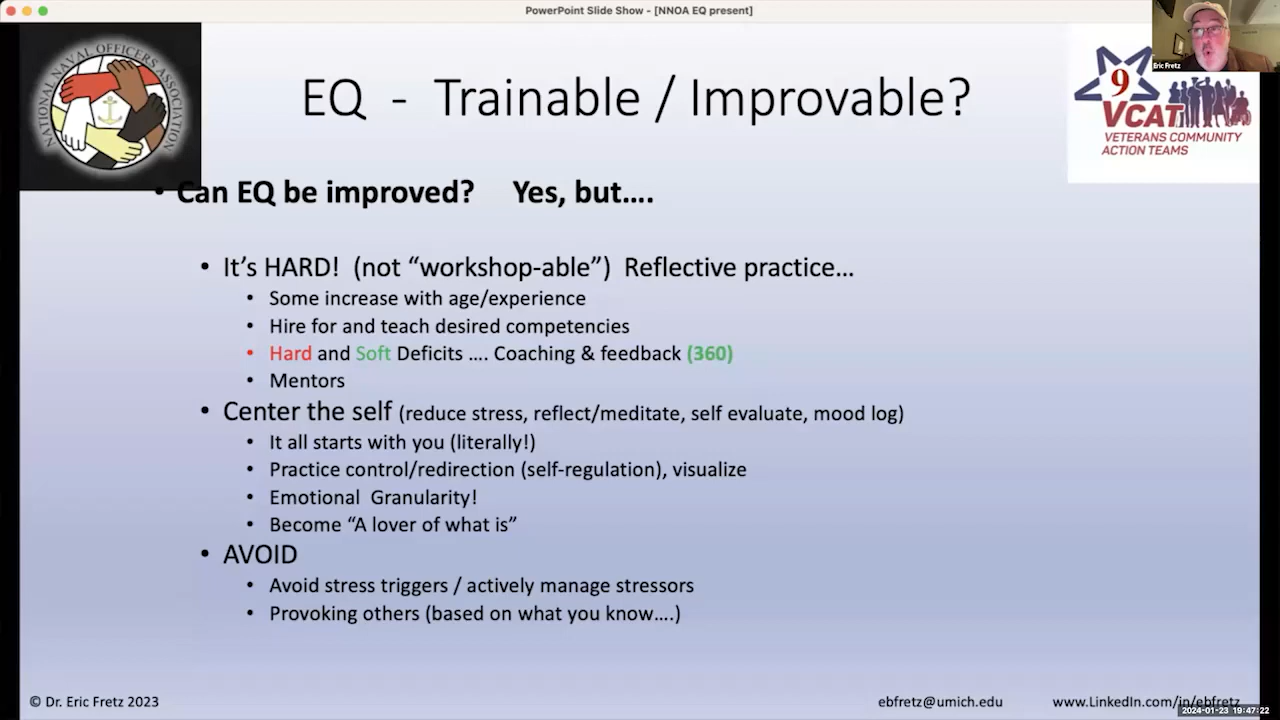 PowerPoint Slide Show - [NNOA EQ present]
NATIONAL NAVAL OFFICERS ASSOCIATION
Eric Fretz
9
VCAT
VETERANS COMMUNITY
ACTION TEAMS
EQ - Trainable / Improvable?
• Can EQ be improved? Yes, but....
• It's HARD! (not "workshop-able") Reflective practice...
• Some increase with age/experience
• Hire for and teach desired competencies
• Hard and Soft Deficits .... Coaching & feedback (360)
• Mentors
• Center the self (reduce stress, reflect/meditate, self evaluate, mood log)
• It all starts with you (literally!)
• Practice control/redirection (self-regulation), visualize
• Emotional Granularity!
• Become "A lover of what is"
• AVOID
• Avoid stress triggers / actively manage stressors
• Provoking others (based on what you know....)
© Dr. Eric Fretz 2023
ebfretz@umich.edu
www.LinkedIn.com/in/ebfretz
2024-01-23 19:47:22